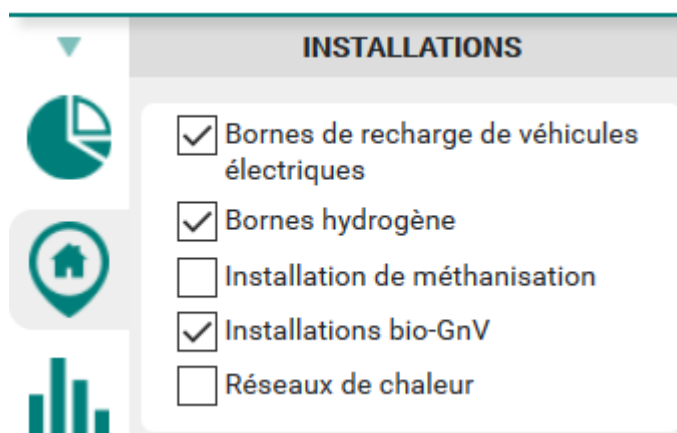 INSTALLATIONS
Bornes de recharge de véhicules
électriques
Bornes hydrogène
Installation de méthanisation
Installations bio-GnV
Réseaux de chaleur